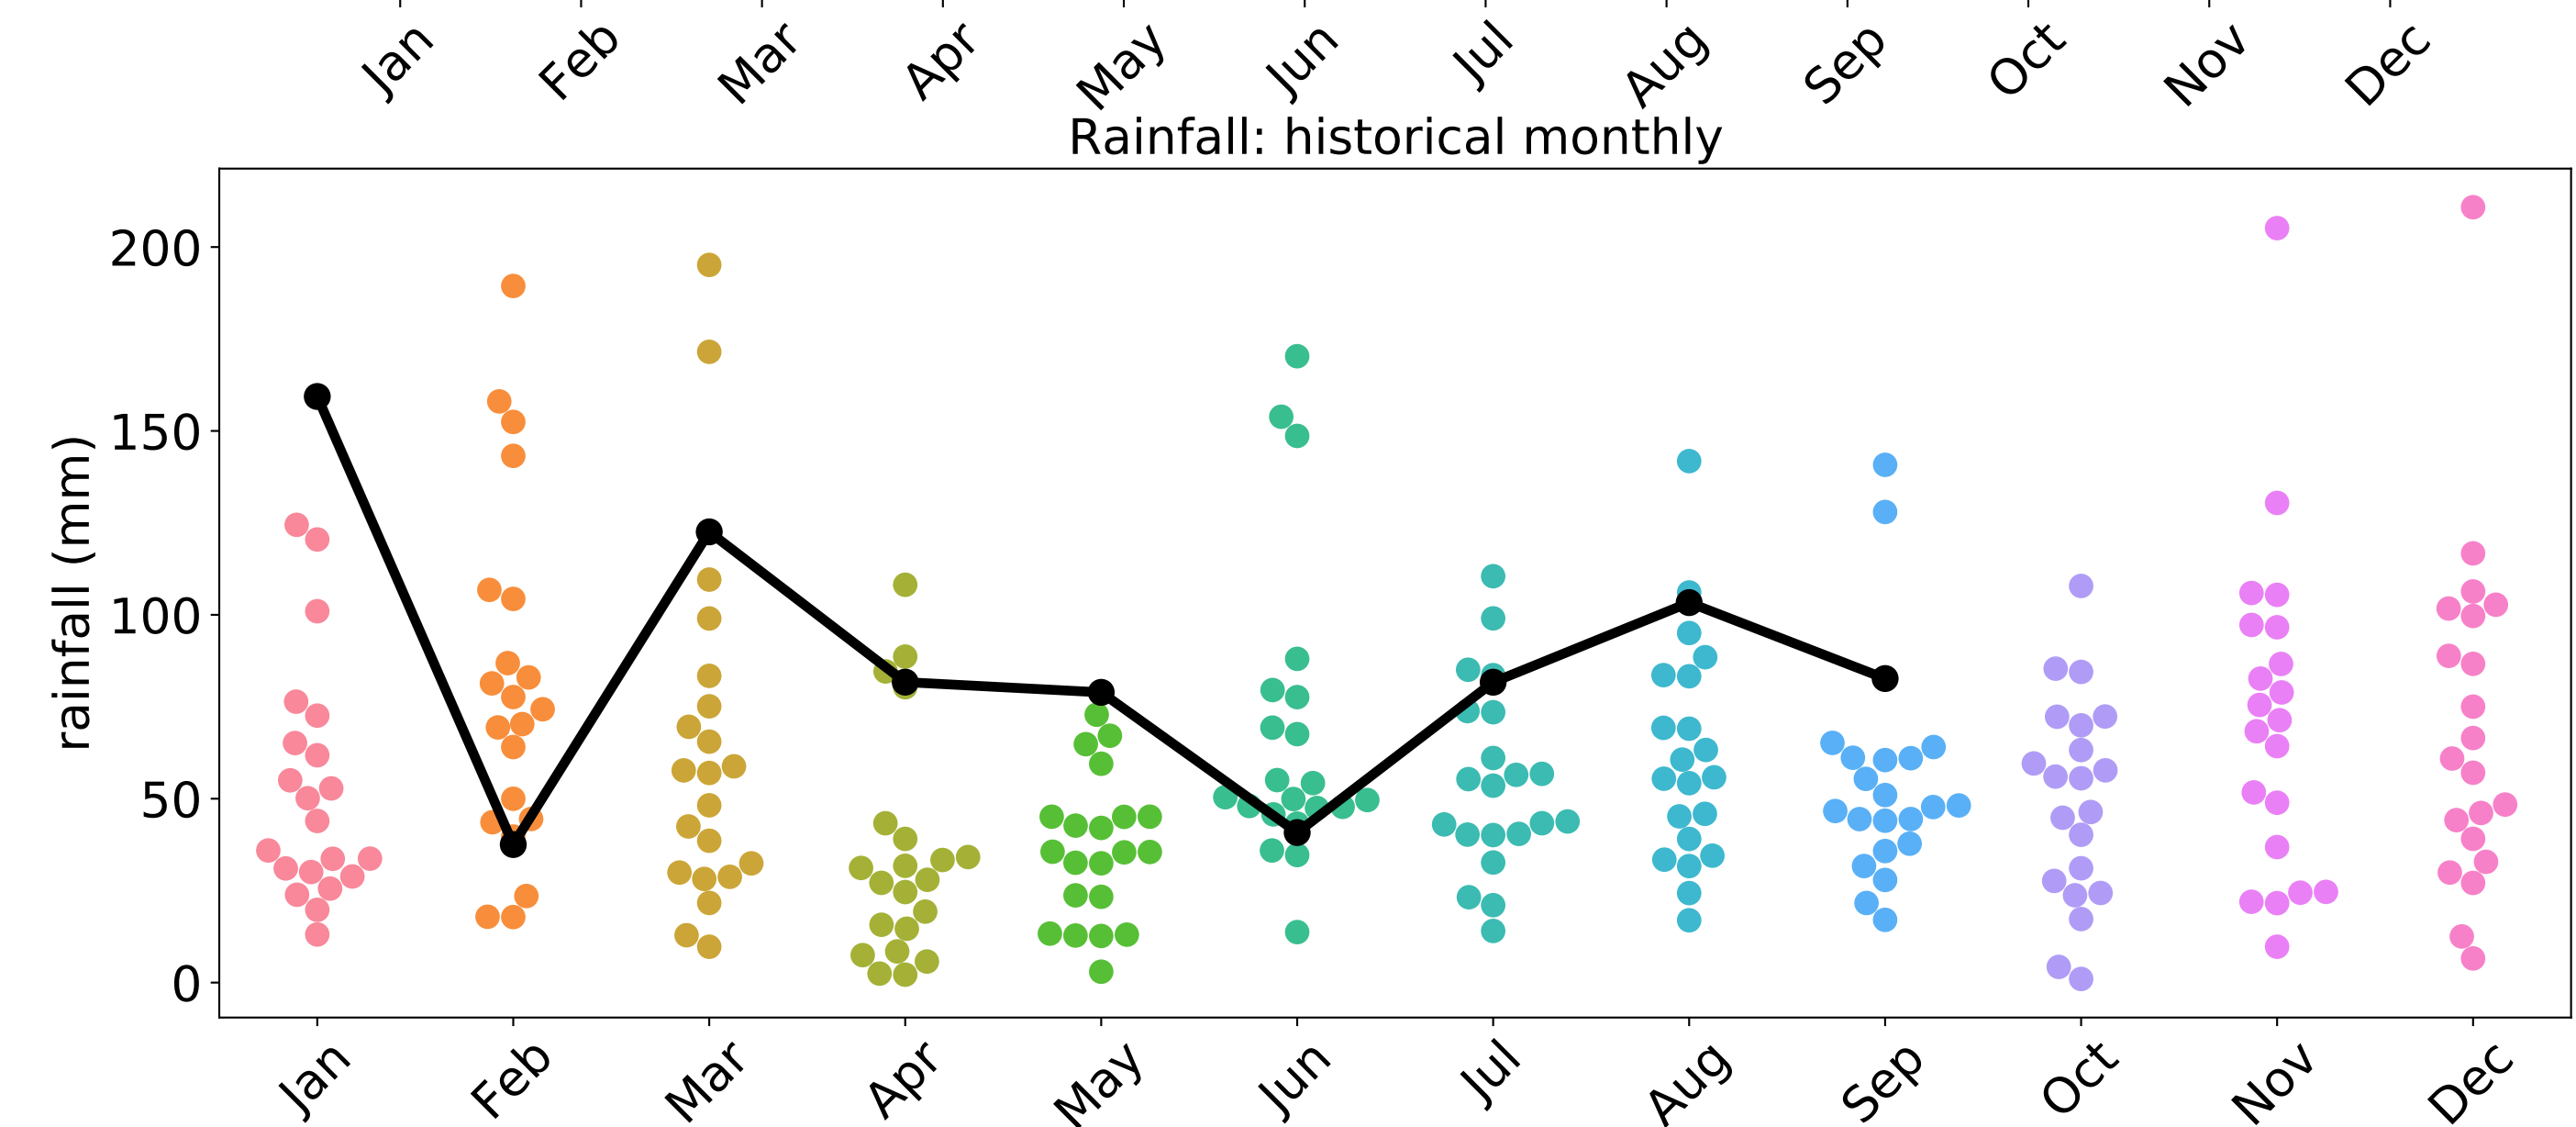 Jan Feb Mar Apr May Jun Jul Aug Sep Oct Nov Dec
Rainfall: historical monthly
rainfall (mm)
200
150
100
50
0
Jan Feb Mar Apr May Jun Jul Aug Sep Oct Nov Dec